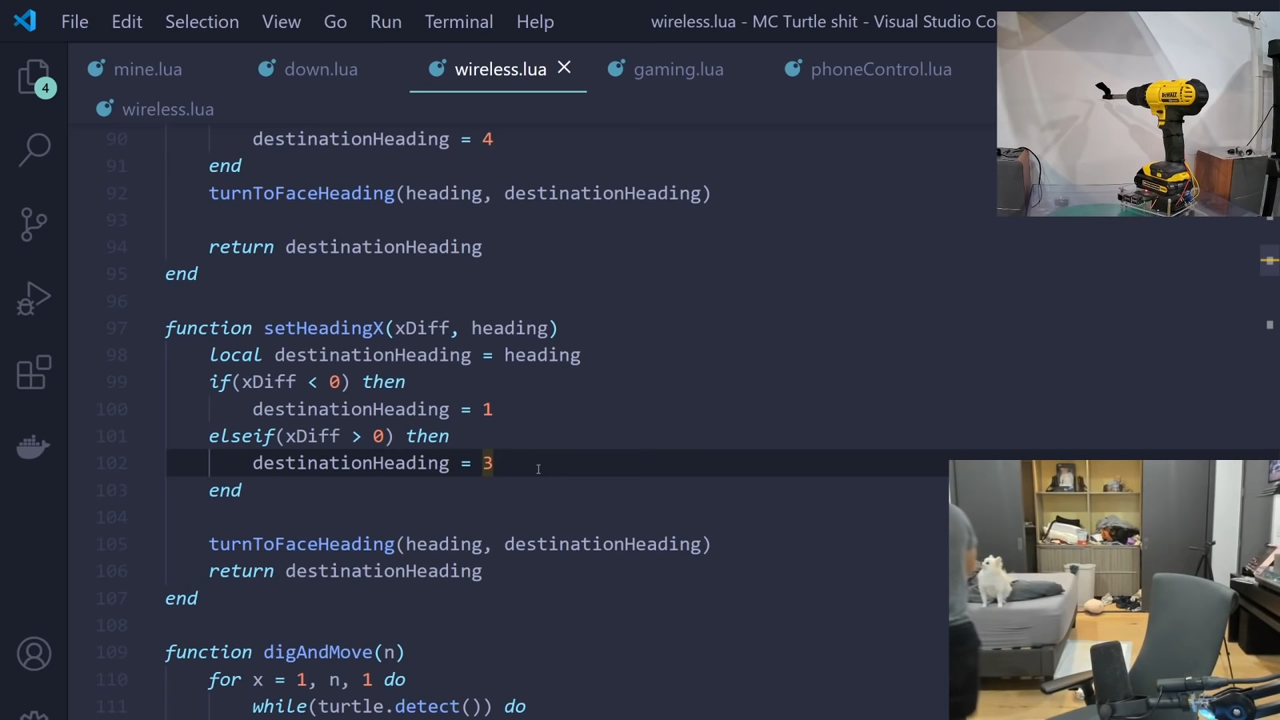 File Edit Selection View Go Run Terminal Help wireless.lua - MC Turtle shit - Visual Studio Co
mine.lua down.lua wireless.lua gaming.lua phoneControl.lua
4
wireless.lua
90 destinationHeading = 4
91 end
92 turnToFaceHeading(heading, destinationHeading)
93
94 return destinationHeading
95 end
96
97 function setHeadingX(xDiff, heading)
98 local destinationHeading = heading
99 if(xDiff < 0) then
100 destinationHeading = 1
101 elseif(xDiff > 0) then
102 destinationHeading = 3
103 end
104
105 turnToFaceHeading(heading, destinationHeading)
106 return destinationHeading
107 end
108
109 function digAndMove(n)
110 for x = 1, n, 1 do
111 while(turtle.detect()) do
DEWALT